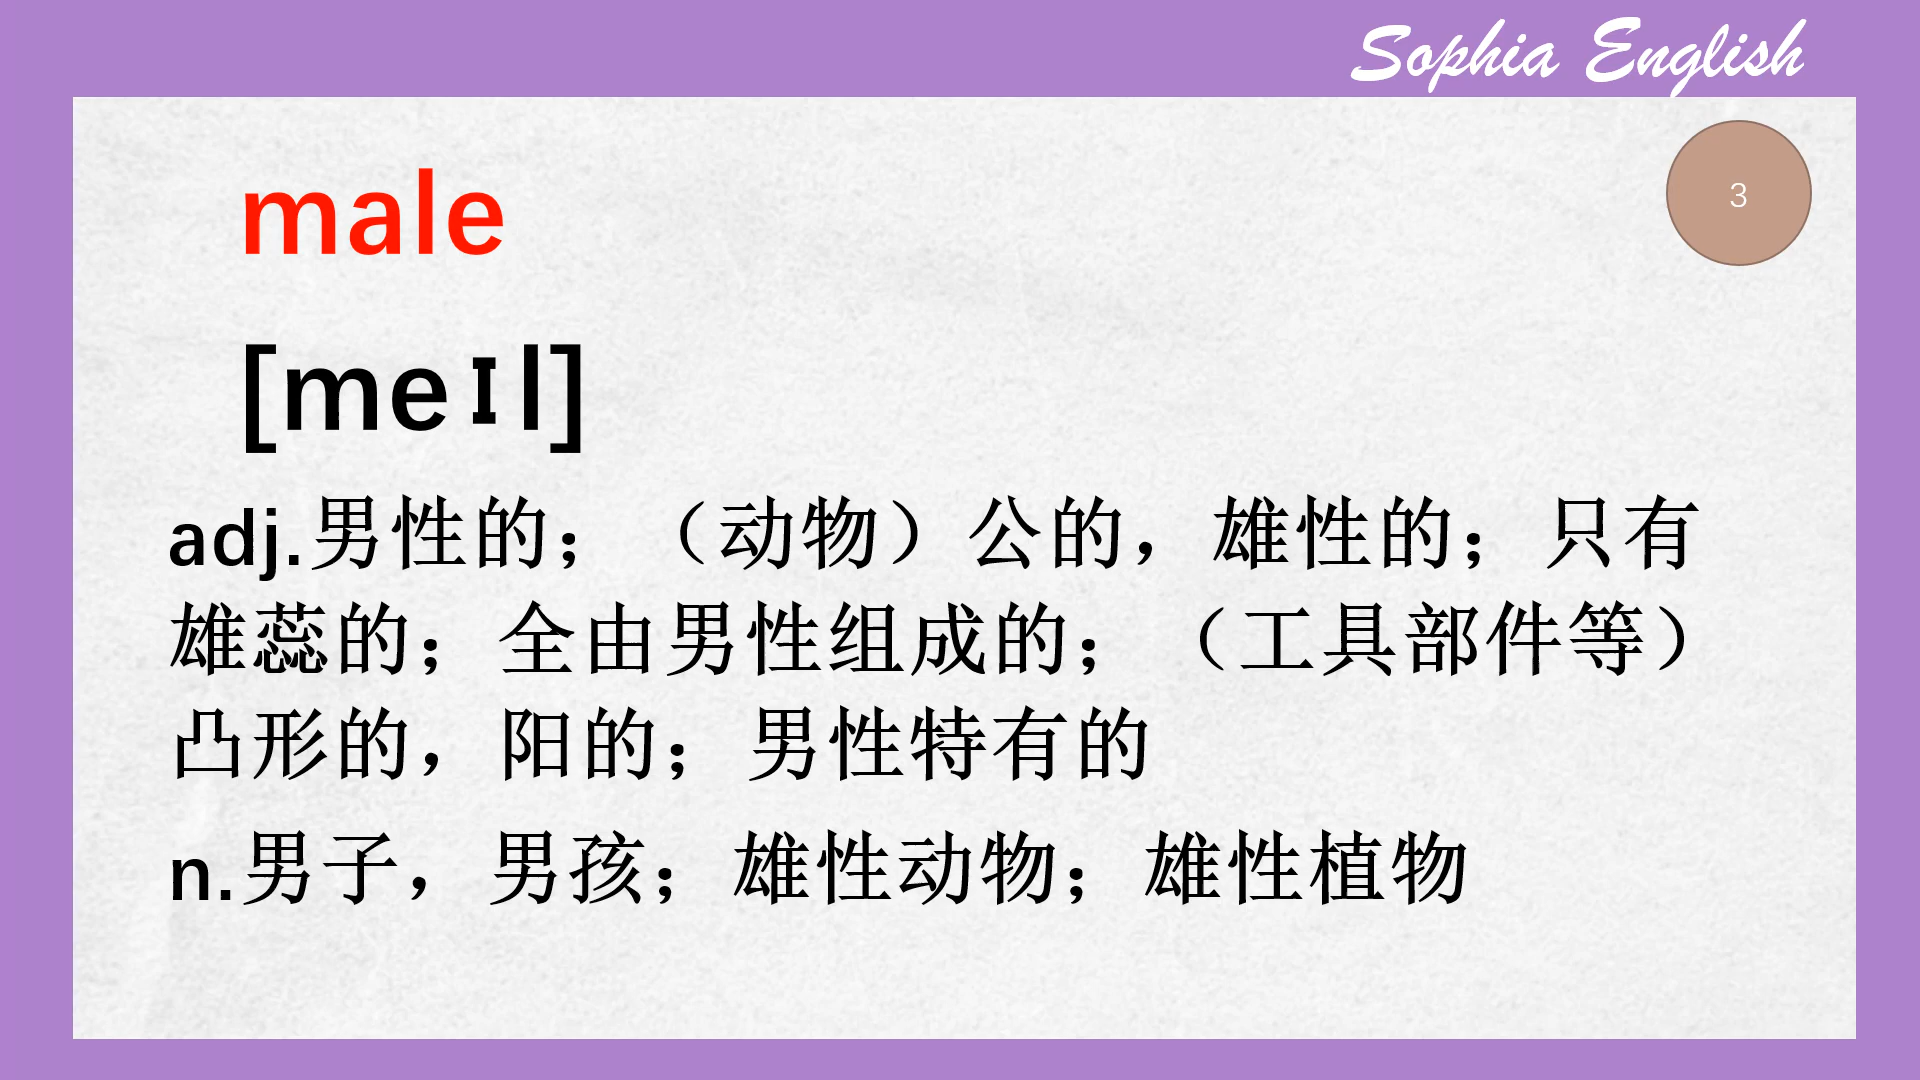 Sophia English
3
male
[meɪl]
adj.男性的；（动物）公的，雄性的；只有
雄蕊的；全由男性组成的；（工具部件等）
凸形的，阳的；男性特有的
n.男子，男孩；雄性动物；雄性植物